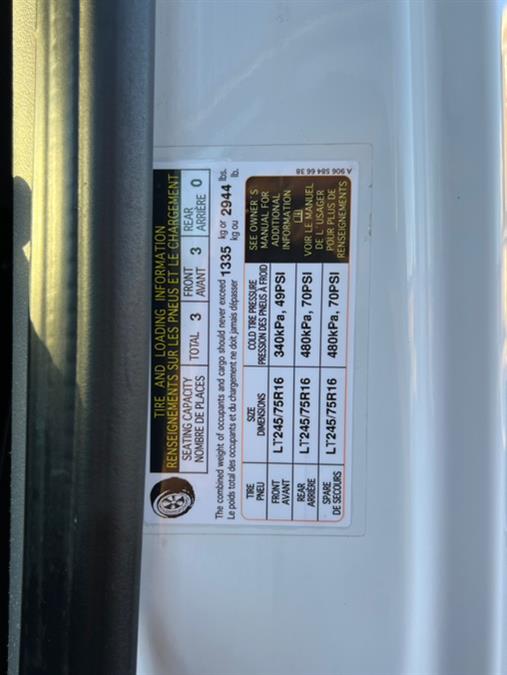 TIRE AND LOADING INFORMATION
RENSEIGNEMENTS SUR LES PNEUS ET LE CHARGEMENT
SEATING CAPACITY
NOMBRE DE PLACES
TOTAL 3
FRONT
AVANT
3
REAR
ARRIÈRE
0
The combined weight of occupants and cargo should never exceed 1335 kg or 2944 lbs.
Le poids total des occupants et du chargement ne doit jamais dépasser kg ou lb.
TIRE
PNEU
SIZE
DIMENSIONS
COLD TIRE PRESSURE
PRESSION DES PNEUS À FROID
FRONT
AVANT
LT245/75R16
340kPa, 49PSI
REAR
ARRIÈRE
LT245/75R16
480kPa, 70PSI
SPARE
DE SECOURS
LT245/75R16
480kPa, 70PSI
SEE OWNER'S
MANUAL FOR
ADDITIONAL
INFORMATION
VOIR LE MANUEL
DE L'USAGER
POUR PLUS DE
RENSEIGNEMENTS
A 906 584 66 38